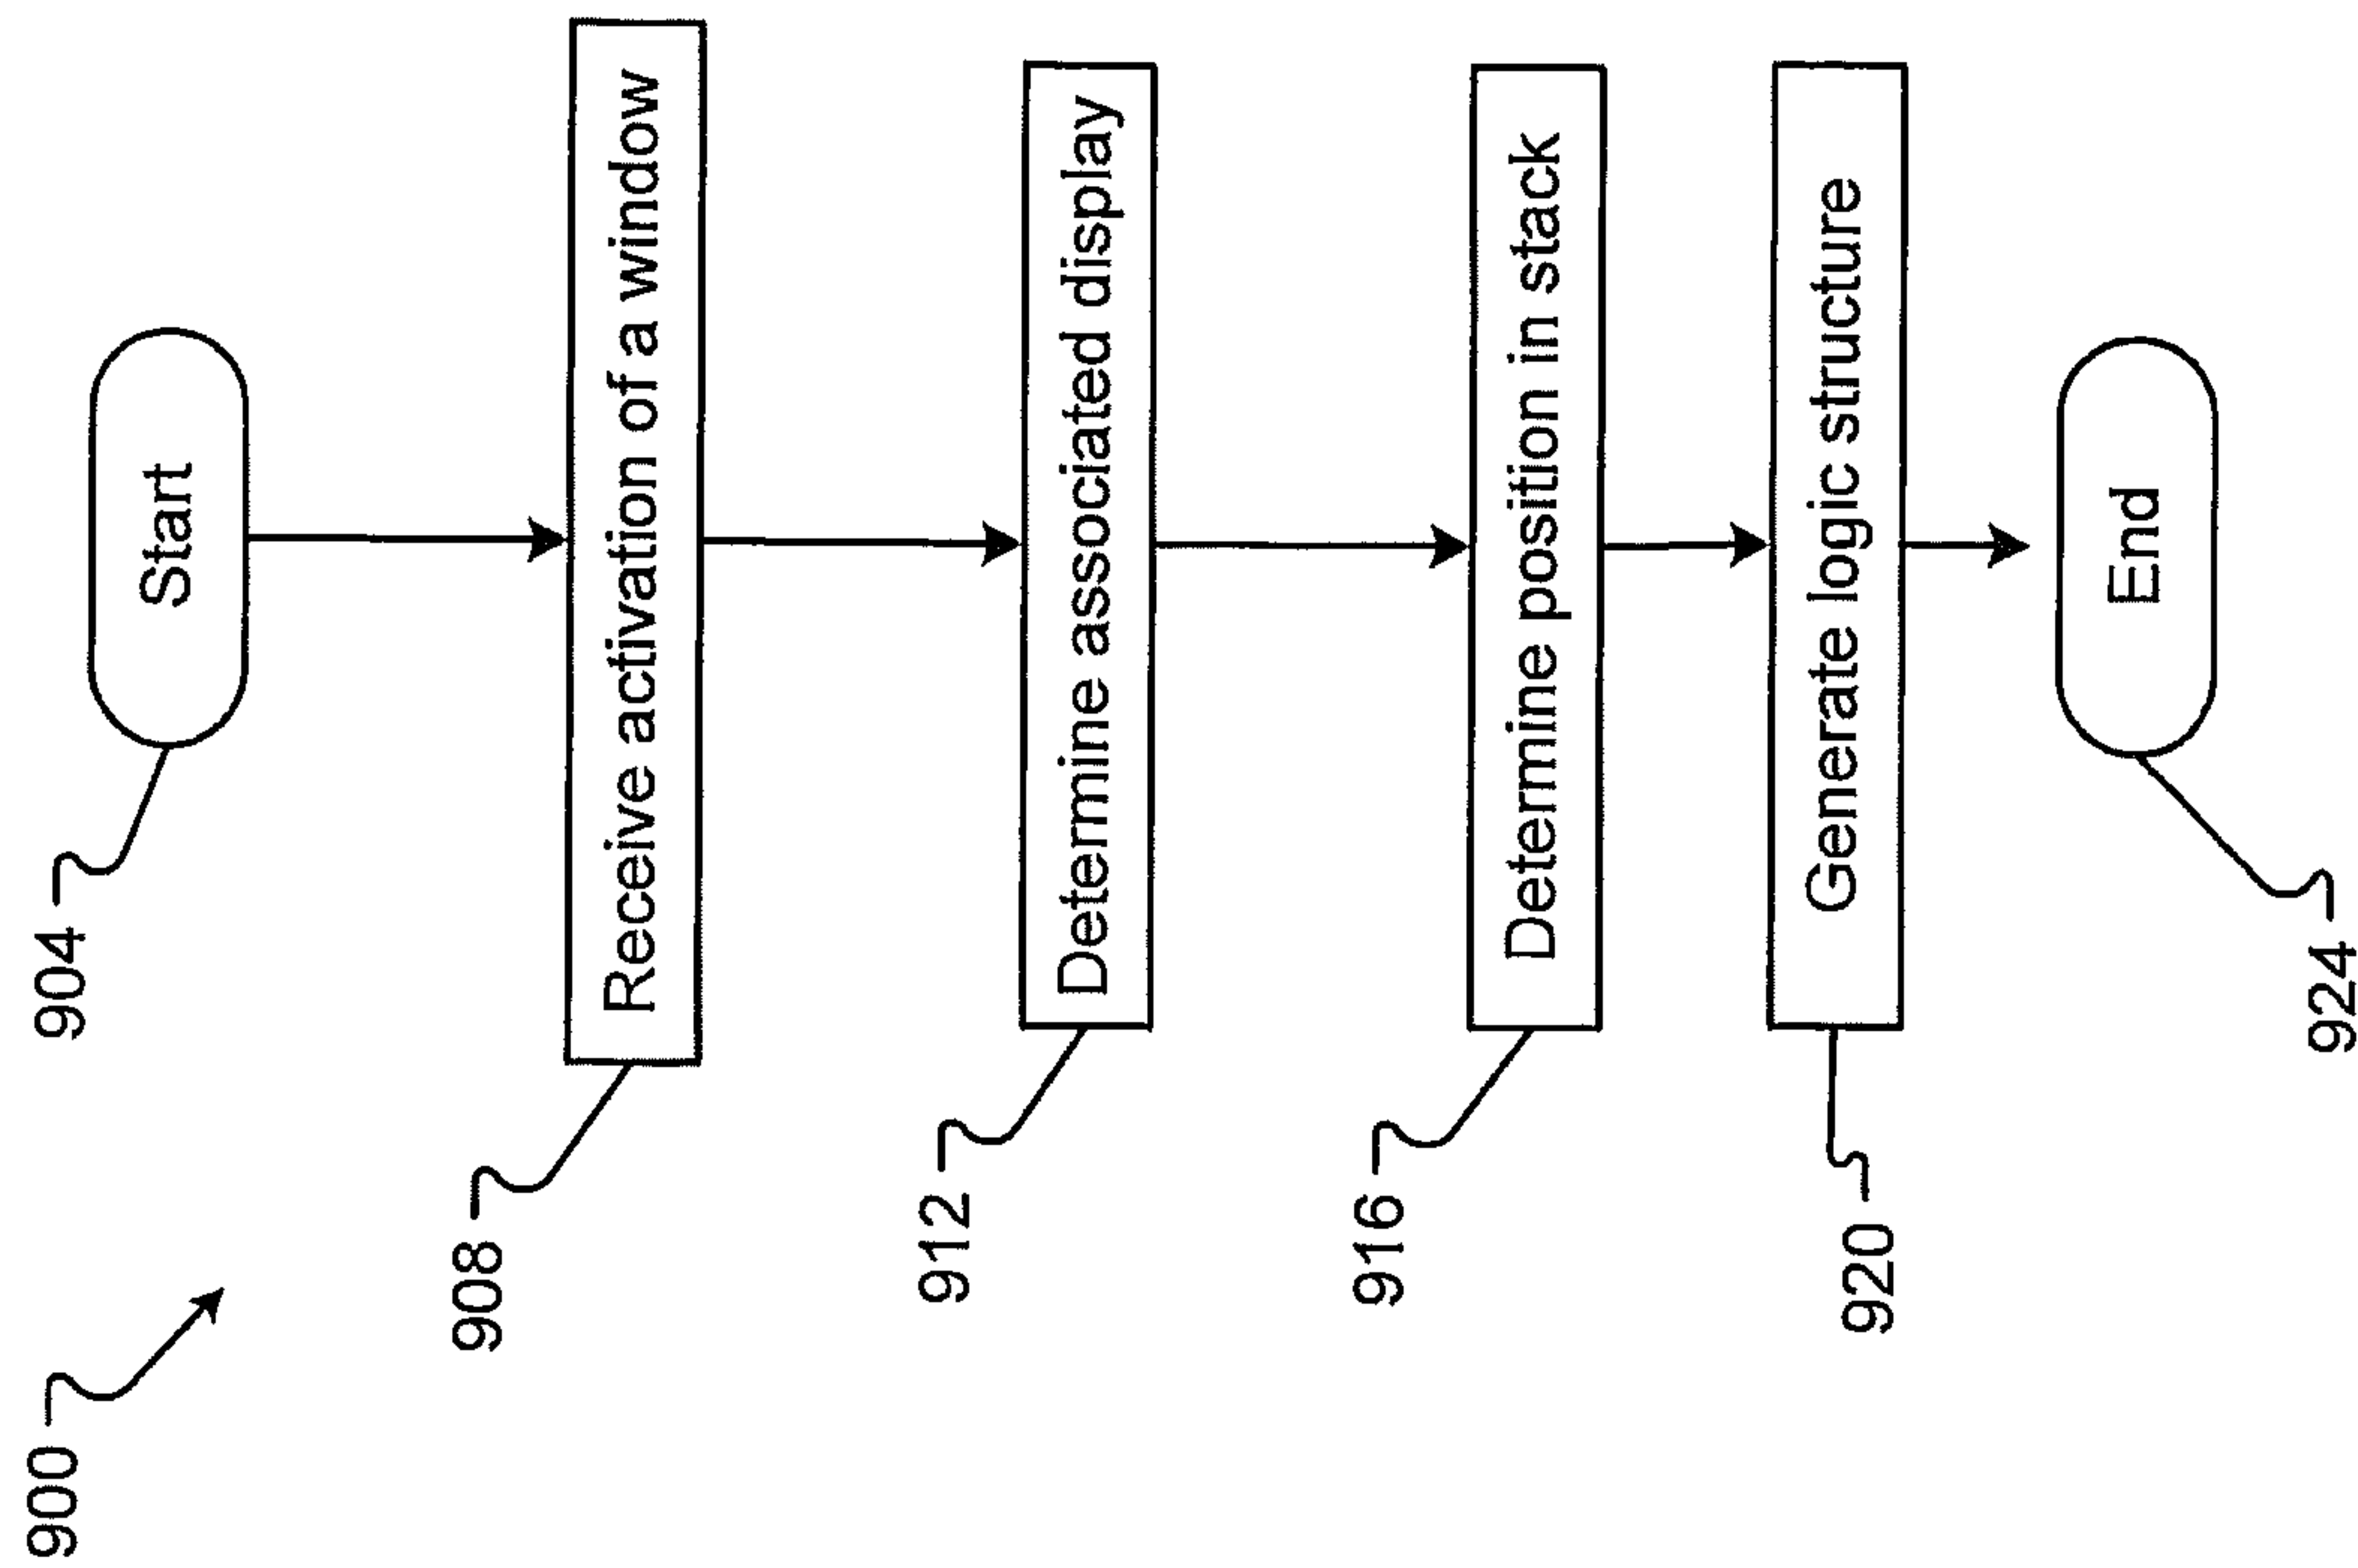 900
904
Start
908
Receive activation of a window
912
Determine associated display
916
Determine position in stack
920
Generate logic structure
924
End